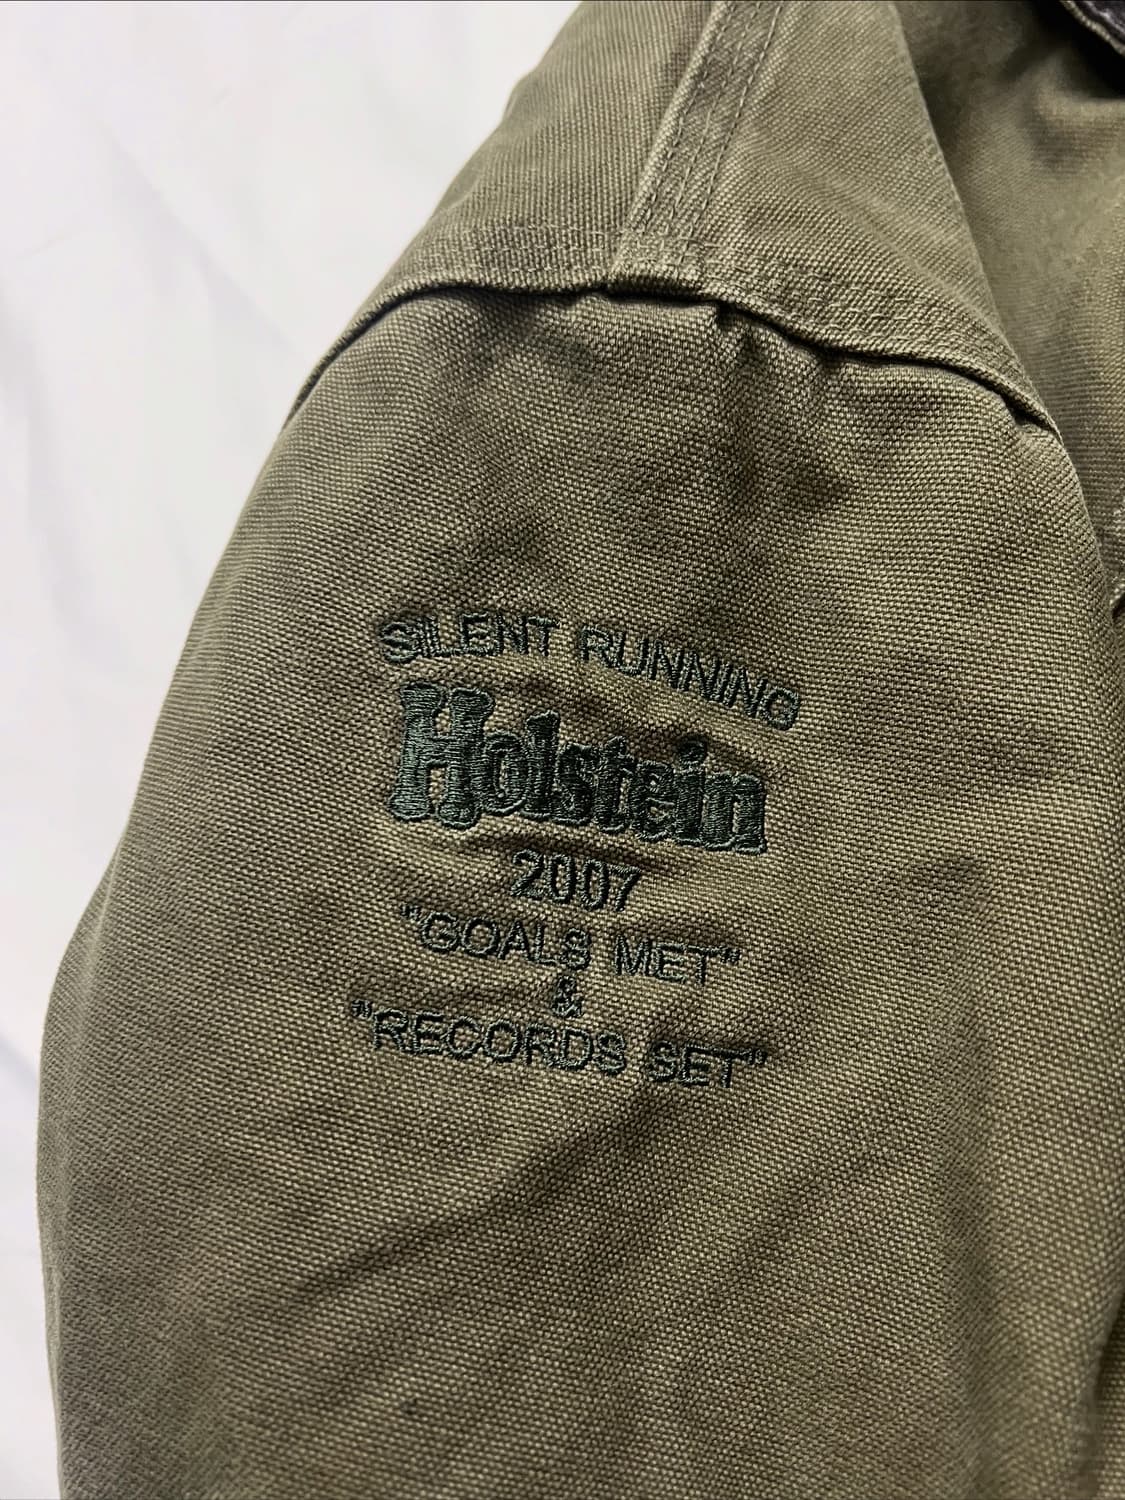 SILENT RUNNING
Holstein
2007
"GOALS MET"
&
"RECORDS SET"